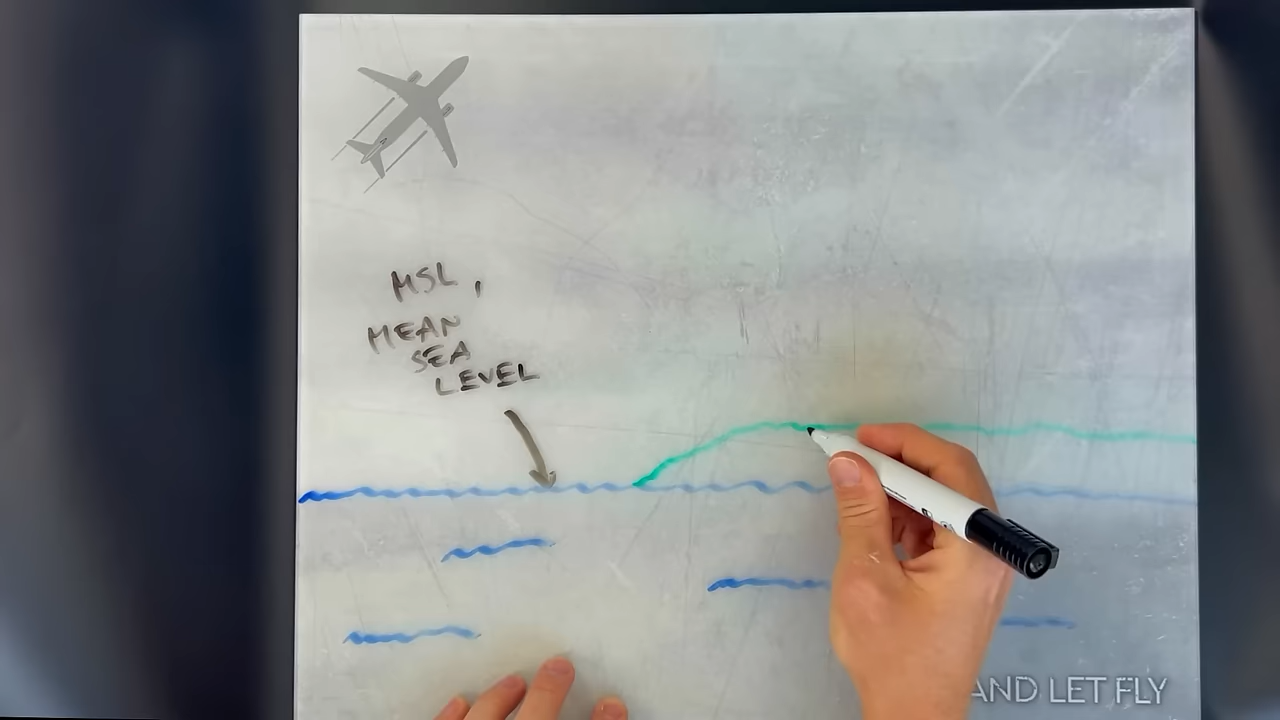 MSL,
MEAN
SEA
LEVEL
AND LET FLY